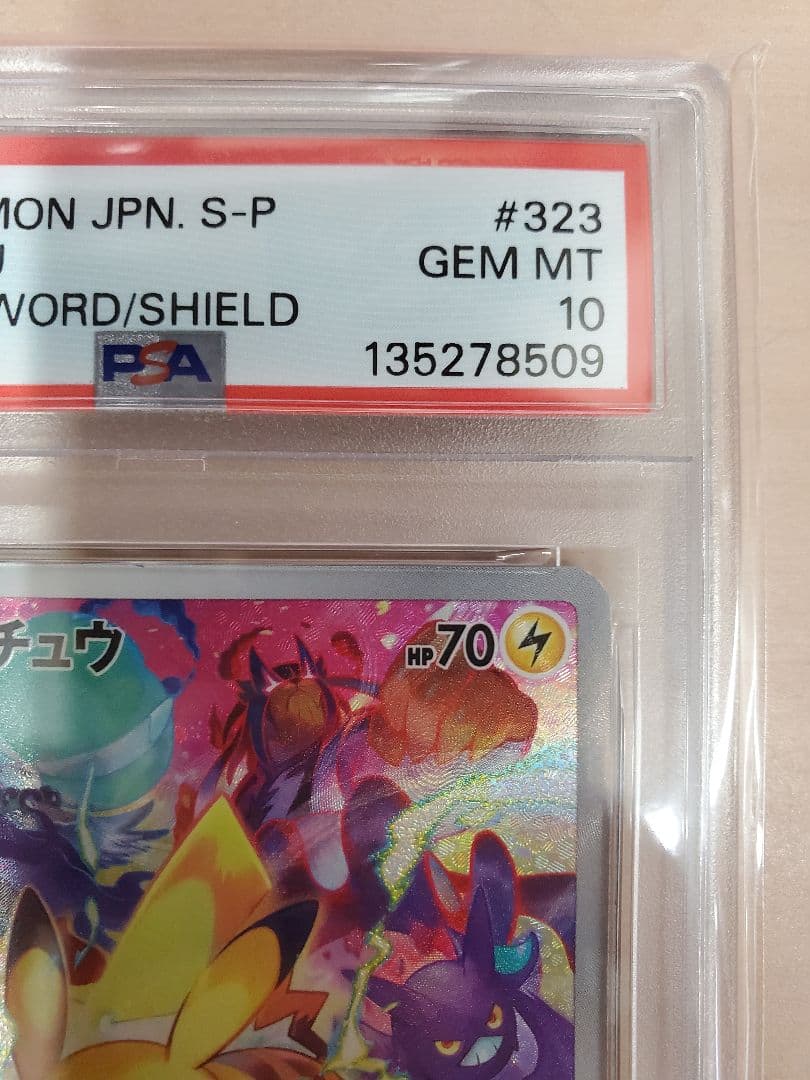 MON JPN. S-P #323
U GEM MT
WORD/SHIELD 10
PSA 135278509
チュウ HP70